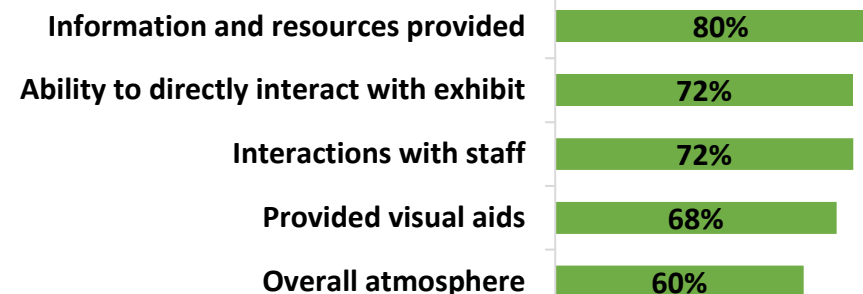 Information and resources provided 80%
Ability to directly interact with exhibit 72%
Interactions with staff 72%
Provided visual aids 68%
Overall atmosphere 60%